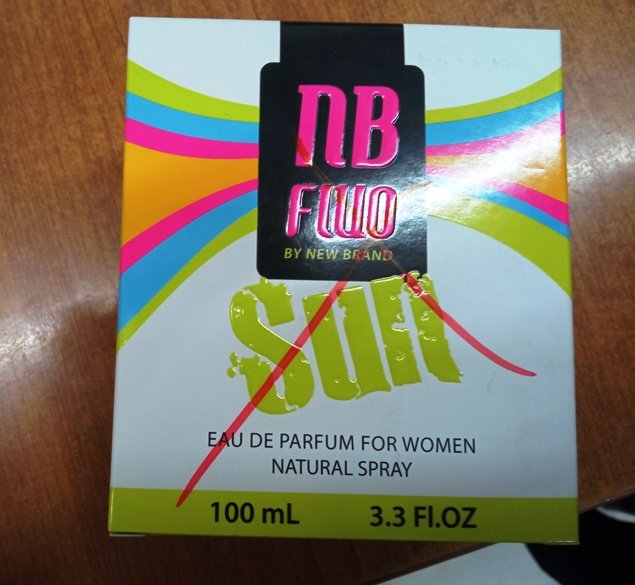 NB
FLUO
BY NEW BRAND
Sun
EAU DE PARFUM FOR WOMEN
NATURAL SPRAY
100 mL 3.3 Fl.OZ